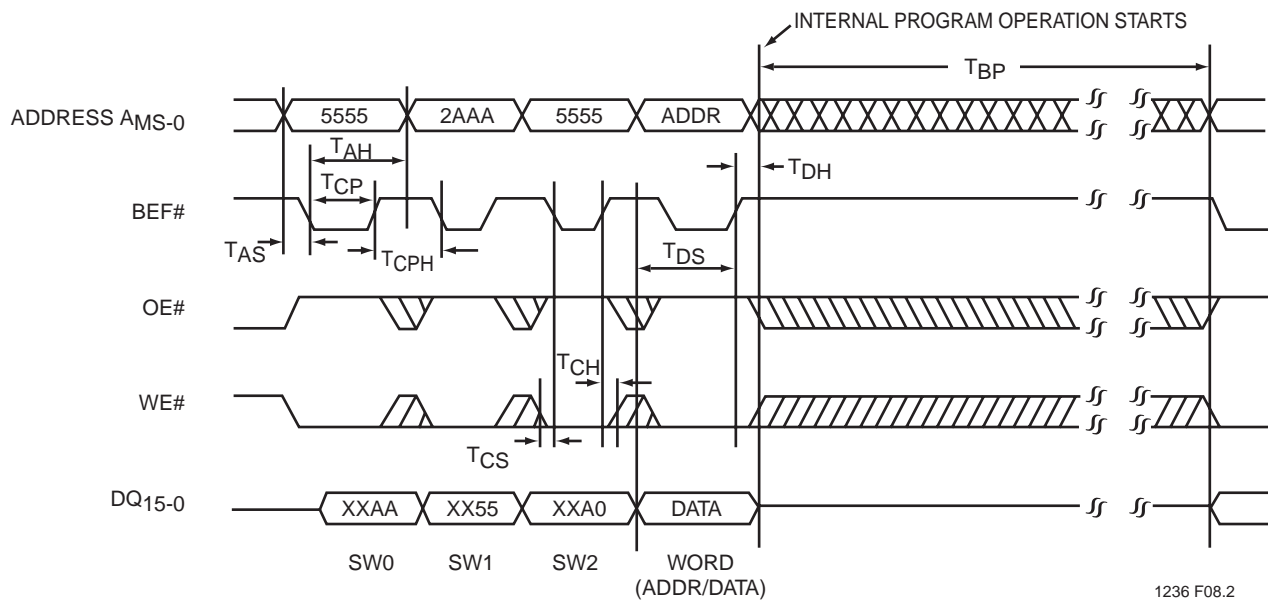 INTERNAL PROGRAM OPERATION STARTS
TBP
ADDRESS AMS-0
5555
2AAA
5555
ADDR
TAH
TDH
TCP
BEF#
TAS
TCPH
TDS
OE#
TCH
WE#
TCS
DQ15-0
XXAA
XX55
XXA0
DATA
SW0
SW1
SW2
WORD
(ADDR/DATA)
1236 F08.2